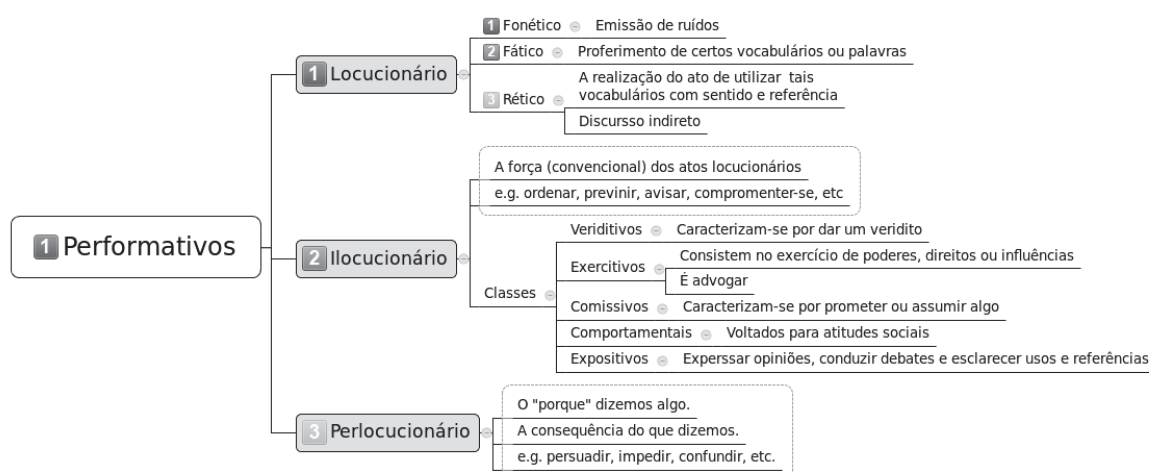 1 Performativos
1 Locucionário
1 Fonético
Emissão de ruídos
2 Fático
Proferimento de certos vocabulários ou palavras
3 Rético
A realização do ato de utilizar tais
vocabulários com sentido e referência
Discursso indireto
2 Ilocucionário
A força (convencional) dos atos locucionários
e.g. ordenar, previnir, avisar, compromenter-se, etc
Classes
Veriditivos
Caracterizam-se por dar um veridito
Exercitivos
Consistem no exercício de poderes, direitos ou influências
É advogar
Comissivos
Caracterizam-se por prometer ou assumir algo
Comportamentais
Voltados para atitudes sociais
Expositivos
Experssar opiniões, conduzir debates e esclarecer usos e referências
3 Perlocucionário
O "porque" dizemos algo.
A consequência do que dizemos.
e.g. persuadir, impedir, confundir, etc.